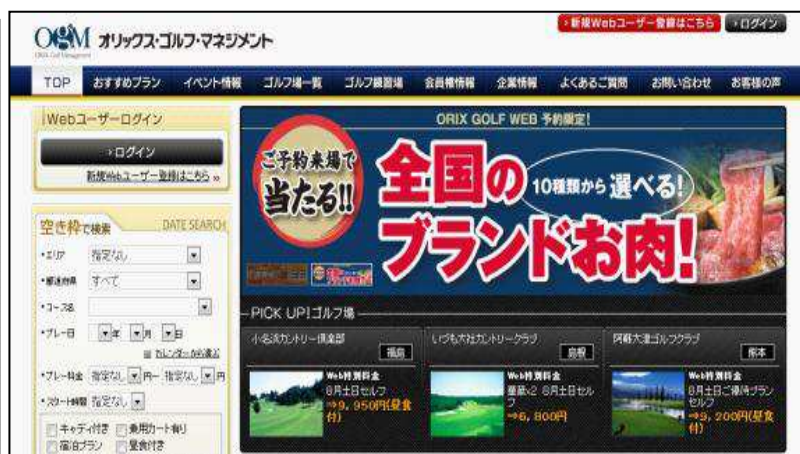 OGM オリックス・ゴルフ・マネジメント
ORIX Golf Management
新規Webユーザー登録はこちら
ログイン
TOP おすすめプラン イベント情報 ゴルフ場一覧 ゴルフ練習場 会員権情報 企業情報 よくあるご質問 お問い合わせ お客様の声
Webユーザーログイン
ログイン
新規Webユーザー登録はこちら
空き枠で検索 DATE SEARCH
・エリア 指定なし
・都道府県 すべて
・コース名
・プレー日 年 月 日
カレンダーから選ぶ
・プレー料金 指定なし 円〜 指定なし 円
・スタート時間 指定なし
キャディ付き 乗用カート有り
宿泊プラン 昼食付き
ORIX GOLF WEB 予約限定!
ご予約来場で
当たる!!
全国の
10種類から選べる!
ブランドお肉!
PICK UP!ゴルフ場
小名浜カントリー倶楽部
福島
Web特別料金
8月土日セルフ
⇒9,950円(昼食付)
いづも大社カントリークラブ
島根
Web特別料金
8月土日セルフ
⇒6,800円
阿蘇大津ゴルフクラブ
熊本
Web特別料金
8月土日ご優待プラン
セルフ
⇒9,200円(昼食付)